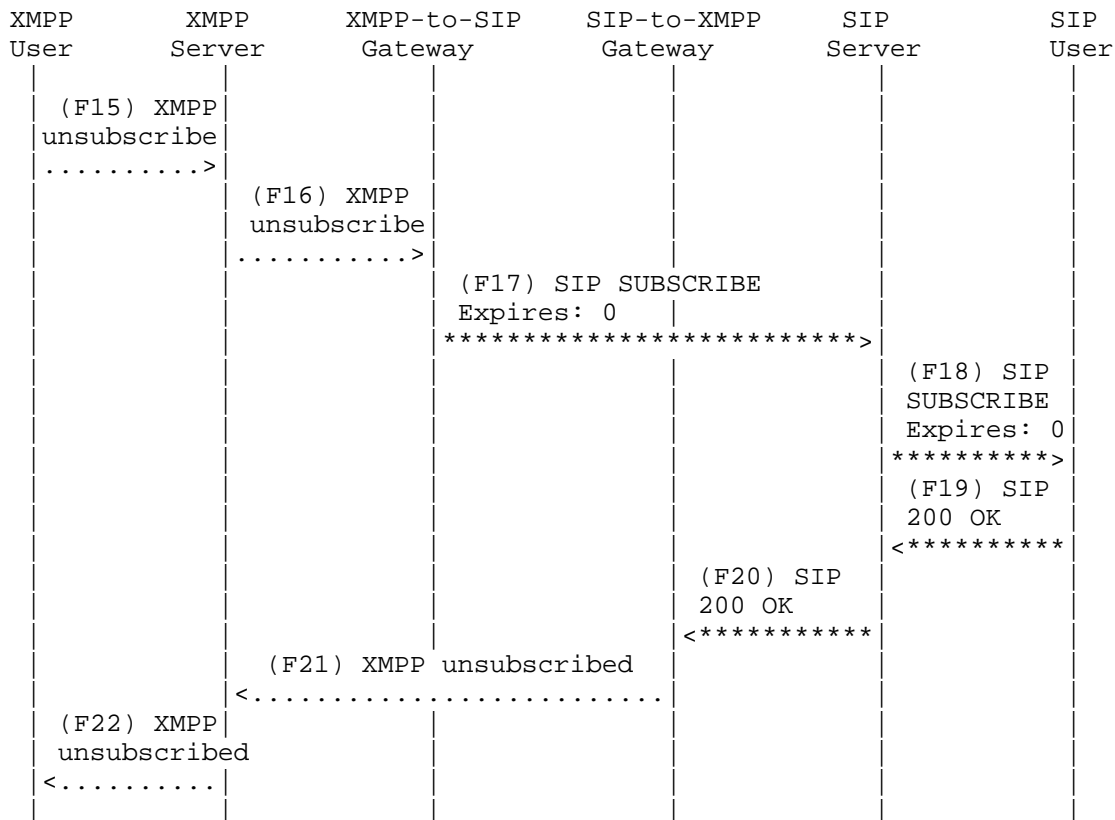 XMPP XMPP XMPP-to-SIP SIP-to-XMPP SIP SIP
User Server Gateway Gateway Server User
(F15) XMPP
unsubscribe
(F16) XMPP
unsubscribe
(F17) SIP SUBSCRIBE
Expires: 0
(F18) SIP
SUBSCRIBE
Expires: 0
(F19) SIP
200 OK
(F20) SIP
200 OK
(F21) XMPP unsubscribed
(F22) XMPP
unsubscribed